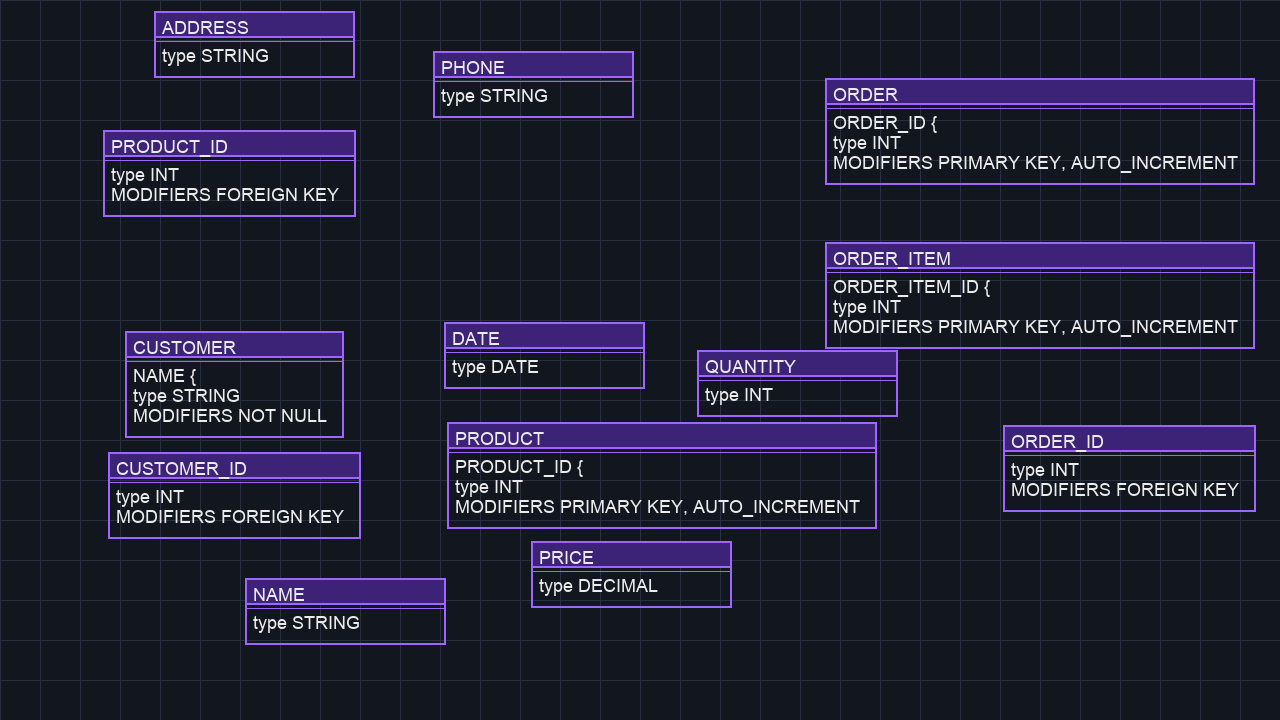 ADDRESS
type STRING
PHONE
type STRING
ORDER
ORDER_ID {
type INT
MODIFIERS PRIMARY KEY, AUTO_INCREMENT
PRODUCT_ID
type INT
MODIFIERS FOREIGN KEY
ORDER_ITEM
ORDER_ITEM_ID {
type INT
MODIFIERS PRIMARY KEY, AUTO_INCREMENT
CUSTOMER
NAME {
type STRING
MODIFIERS NOT NULL
DATE
type DATE
QUANTITY
type INT
PRODUCT
PRODUCT_ID {
type INT
MODIFIERS PRIMARY KEY, AUTO_INCREMENT
ORDER_ID
type INT
MODIFIERS FOREIGN KEY
CUSTOMER_ID
type INT
MODIFIERS FOREIGN KEY
PRICE
type DECIMAL
NAME
type STRING